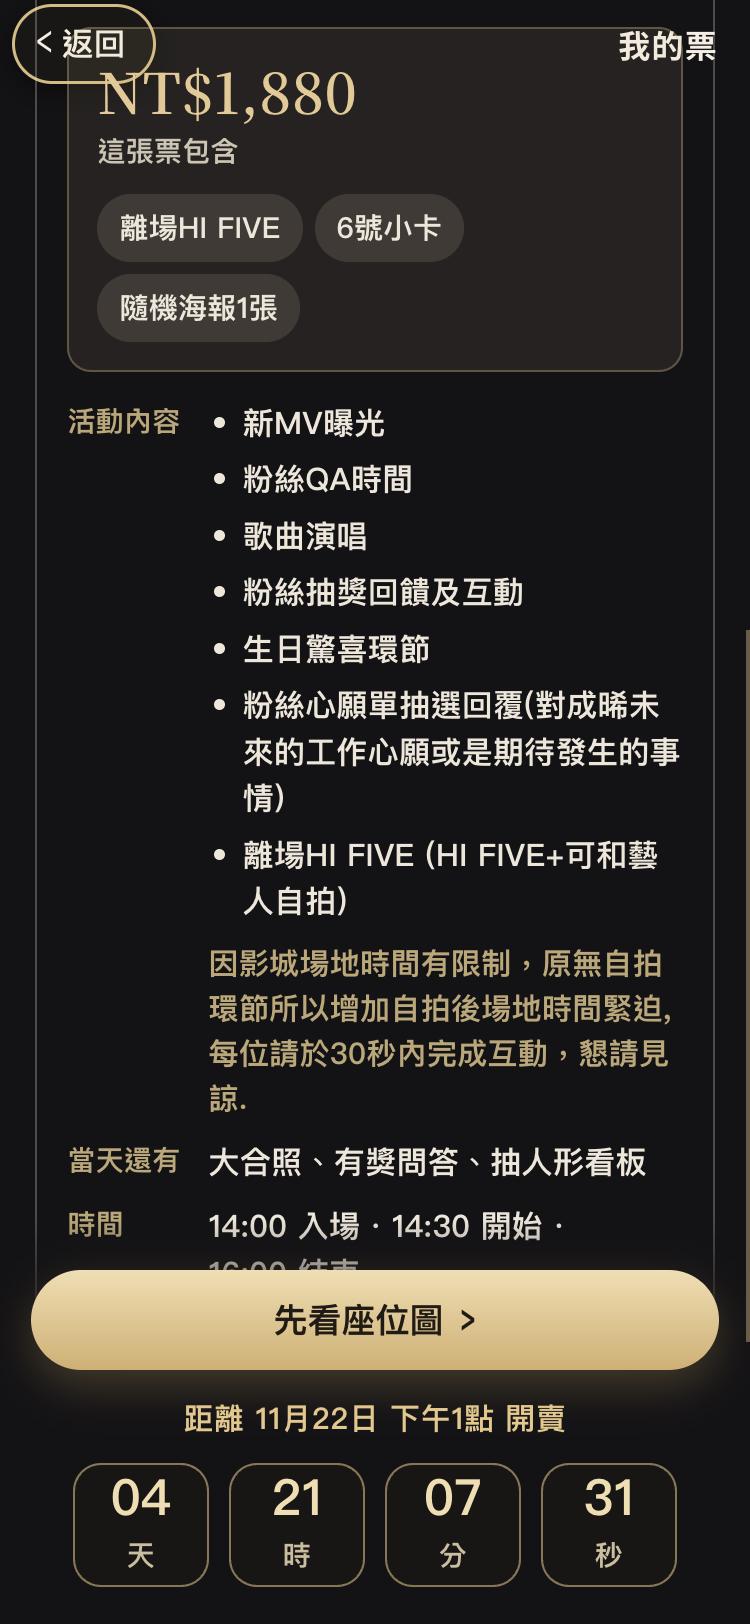 < 返回
我的票
NT$1,880
這張票包含
離場HI FIVE
6號小卡
隨機海報1張
活動內容
• 新MV曝光
• 粉絲QA時間
• 歌曲演唱
• 粉絲抽獎回饋及互動
• 生日驚喜環節
• 粉絲心願單抽選回覆(對成晞未
來的工作心願或是期待發生的事
情)
• 離場HI FIVE (HI FIVE+可和藝
人自拍)
因影城場地時間有限制，原無自拍
環節所以增加自拍後場地時間緊迫,
每位請於30秒內完成互動，懇請見
諒.
當天還有 大合照、有獎問答、抽人形看板
時間 14:00 入場 · 14:30 開始 ·
16:00 結束
先看座位圖 >
距離 11月22日 下午1點 開賣
04 21 07 31
天 時 分 秒